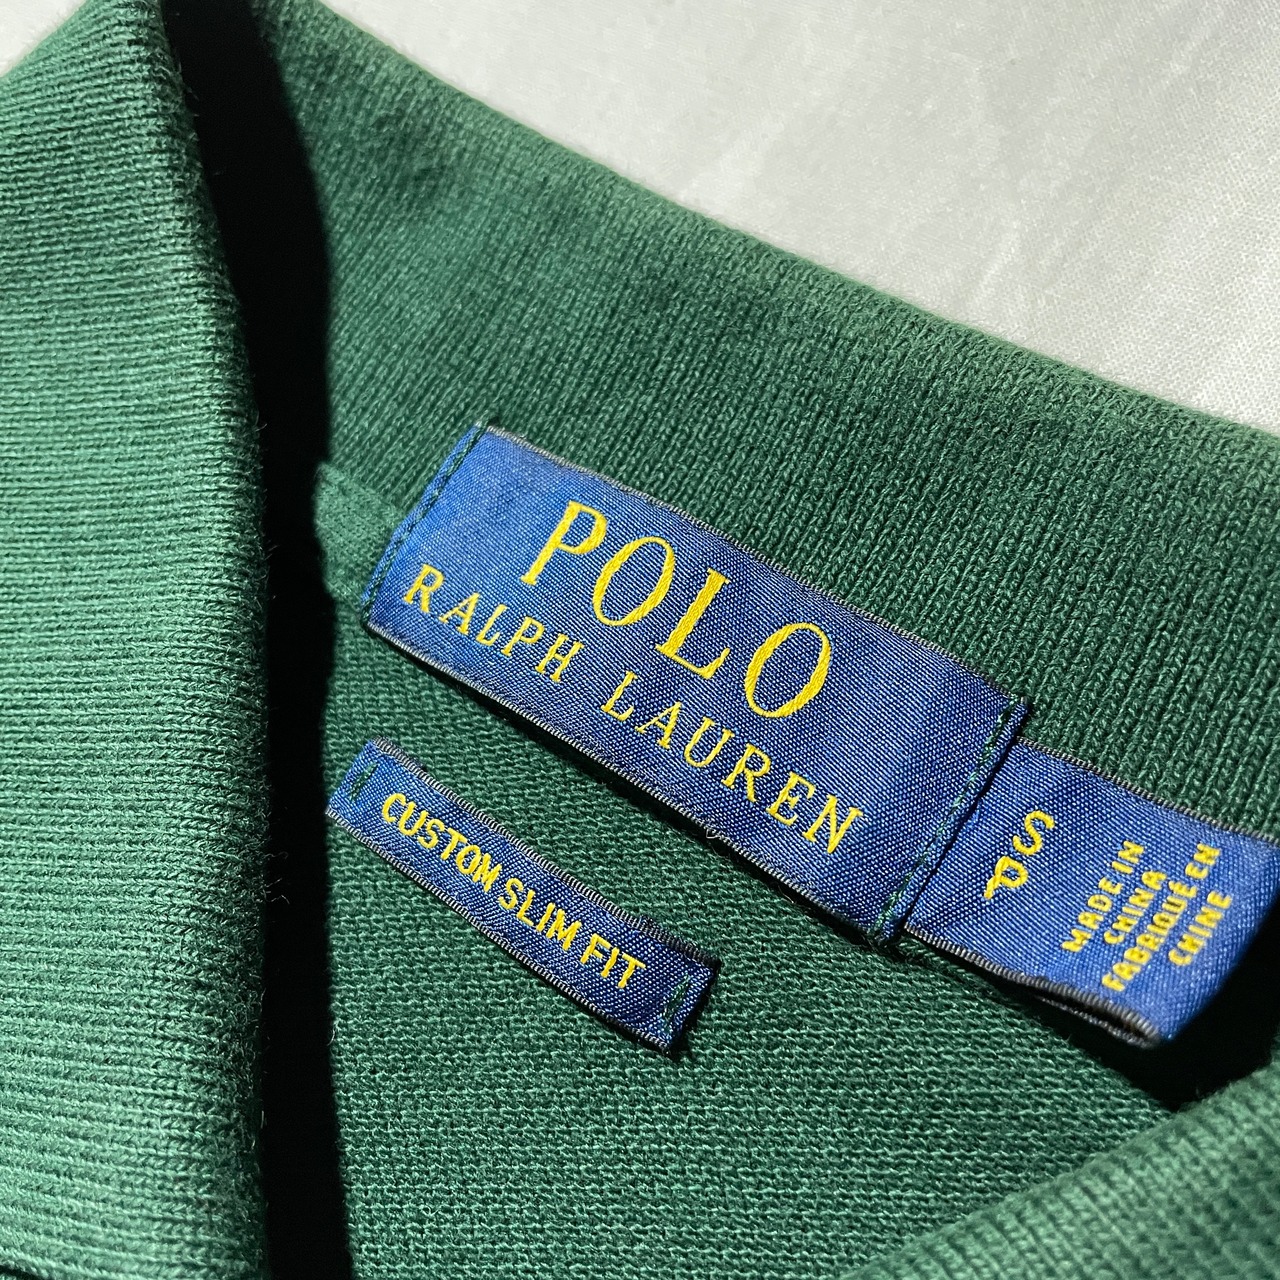 POLO
RALPH LAUREN
CUSTOM SLIM FIT
S
P
MADE IN
CHINA
FABRIQUÉ EN
CHINE